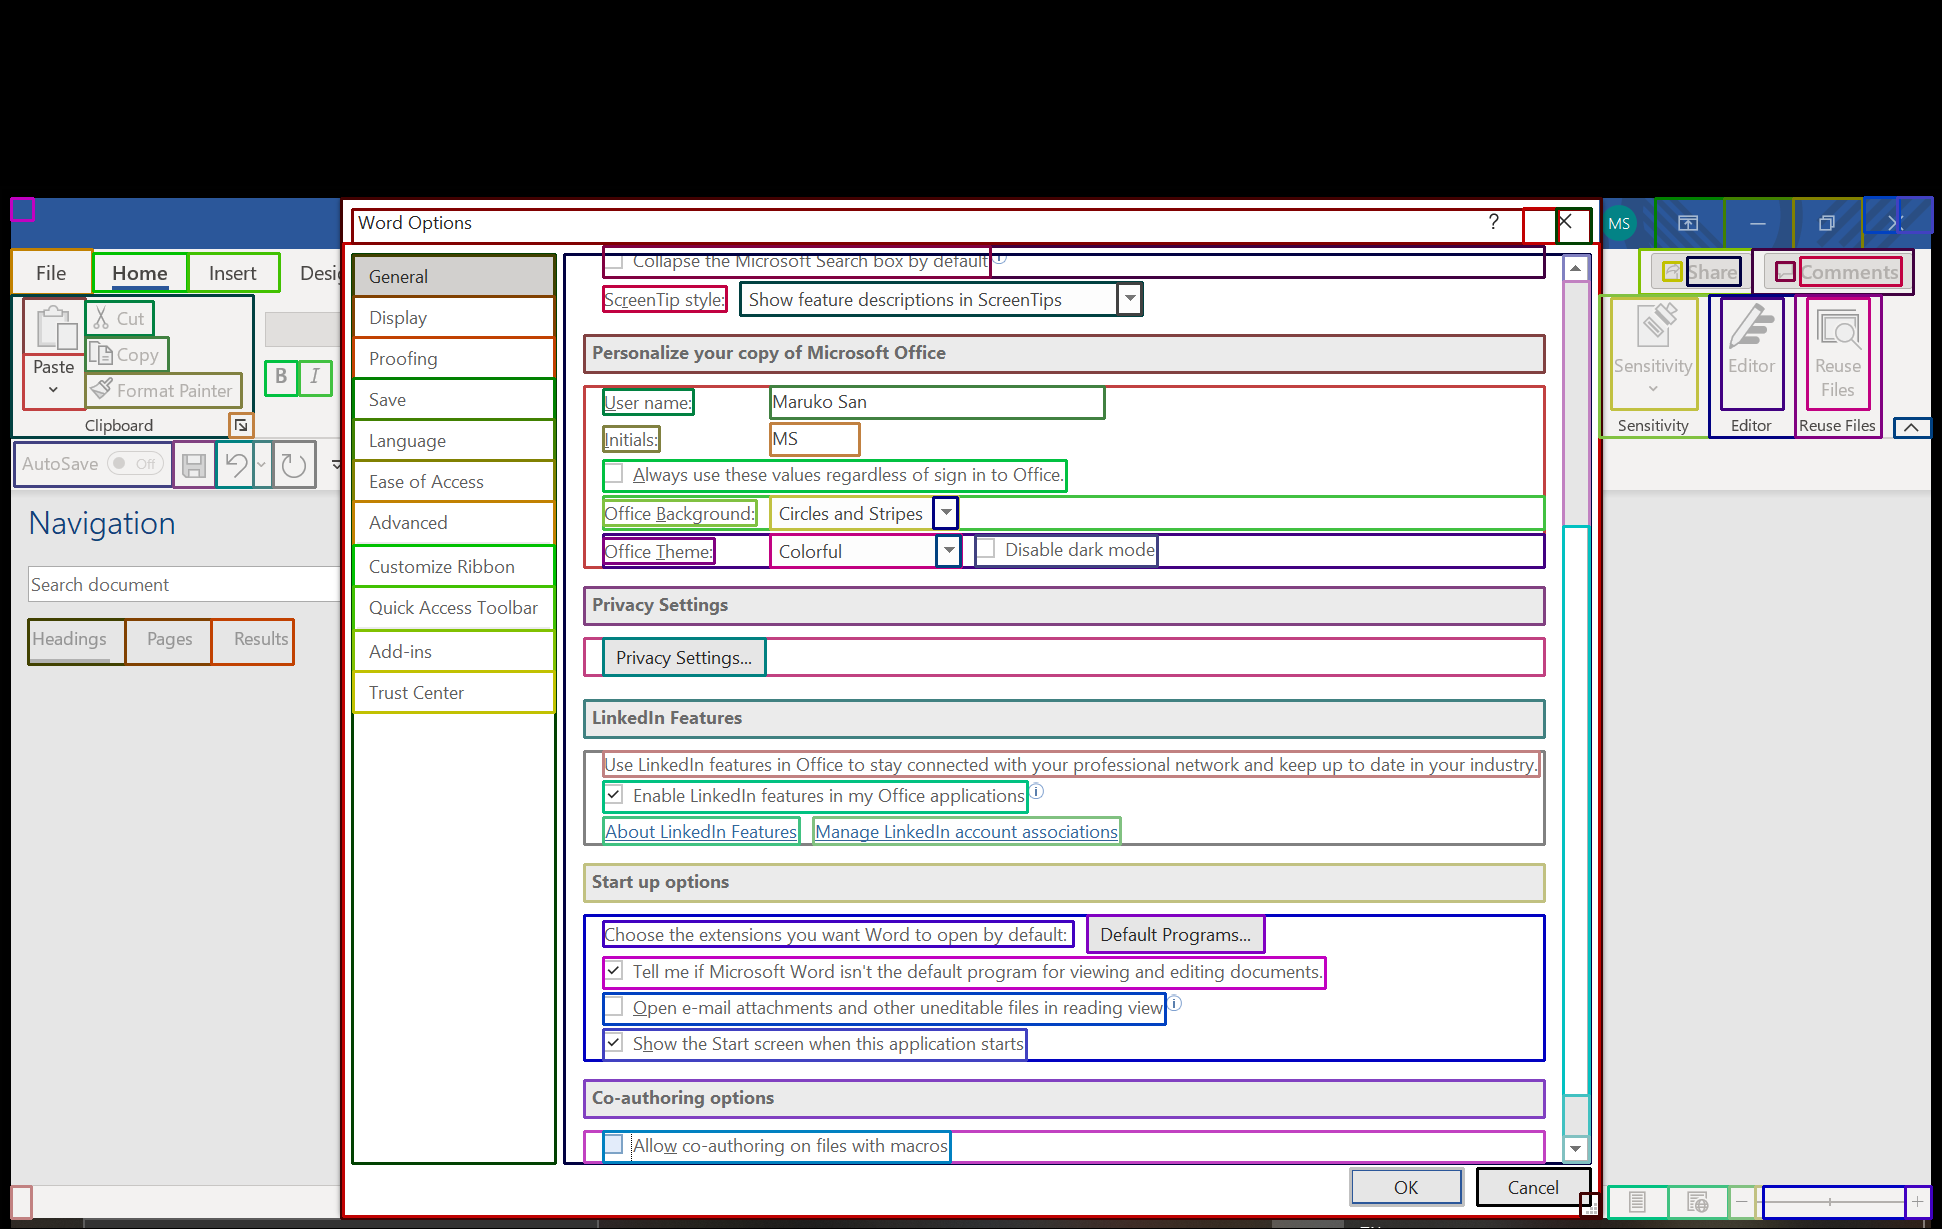 Word Options
?
MS
File
Home
Insert
Collapse the Microsoft Search box by default
Share
Comments
General
Display
Proofing
Save
Language
Ease of Access
Advanced
Customize Ribbon
Quick Access Toolbar
Add-ins
Trust Center
Paste
Cut
Copy
Format Painter
Clipboard
B
I
AutoSave
Off
Navigation
Search document
Headings
Pages
Results
ScreenTip style:
Show feature descriptions in ScreenTips
Personalize your copy of Microsoft Office
User name:
Maruko San
Initials:
MS
Always use these values regardless of sign in to Office.
Office Background:
Circles and Stripes
Office Theme:
Colorful
Disable dark mode
Privacy Settings
Privacy Settings...
LinkedIn Features
Use LinkedIn features in Office to stay connected with your professional network and keep up to date in your industry.
Enable LinkedIn features in my Office applications
About LinkedIn Features
Manage LinkedIn account associations
Start up options
Choose the extensions you want Word to open by default:
Default Programs...
Tell me if Microsoft Word isn't the default program for viewing and editing documents.
Open e-mail attachments and other uneditable files in reading view
Show the Start screen when this application starts
Co-authoring options
Allow co-authoring on files with macros
OK
Cancel
Sensitivity
Sensitivity
Editor
Editor
Reuse
Files
Reuse Files